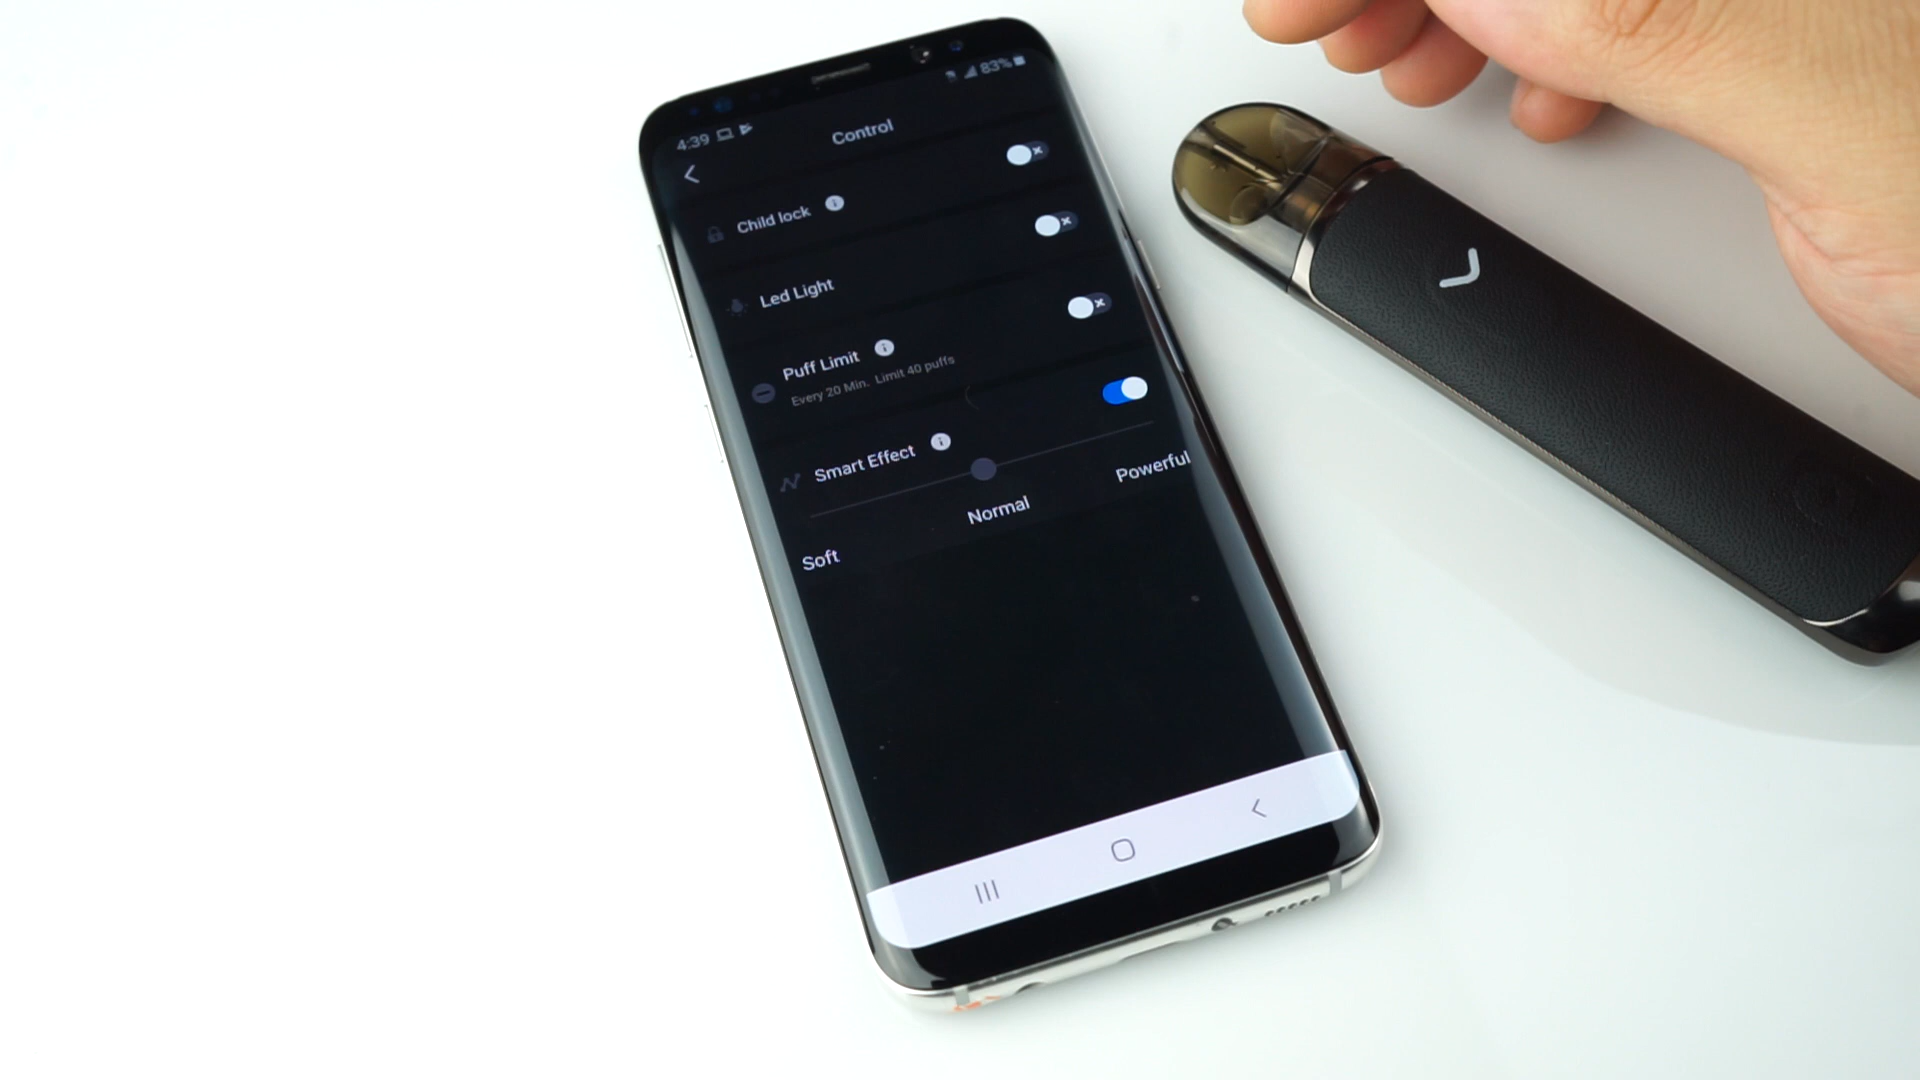 4:39
83%
Control
Child lock
Led Light
Puff Limit
Every 20 Min. Limit 40 puffs
Smart Effect
Soft
Normal
Powerful